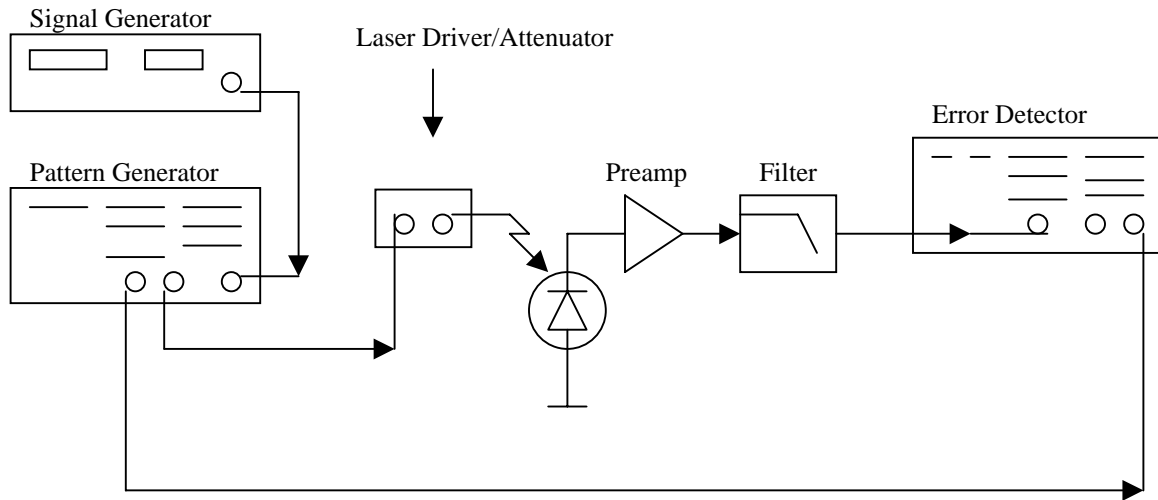 Signal Generator
Laser Driver/Attenuator
Error Detector
Pattern Generator
Preamp
Filter